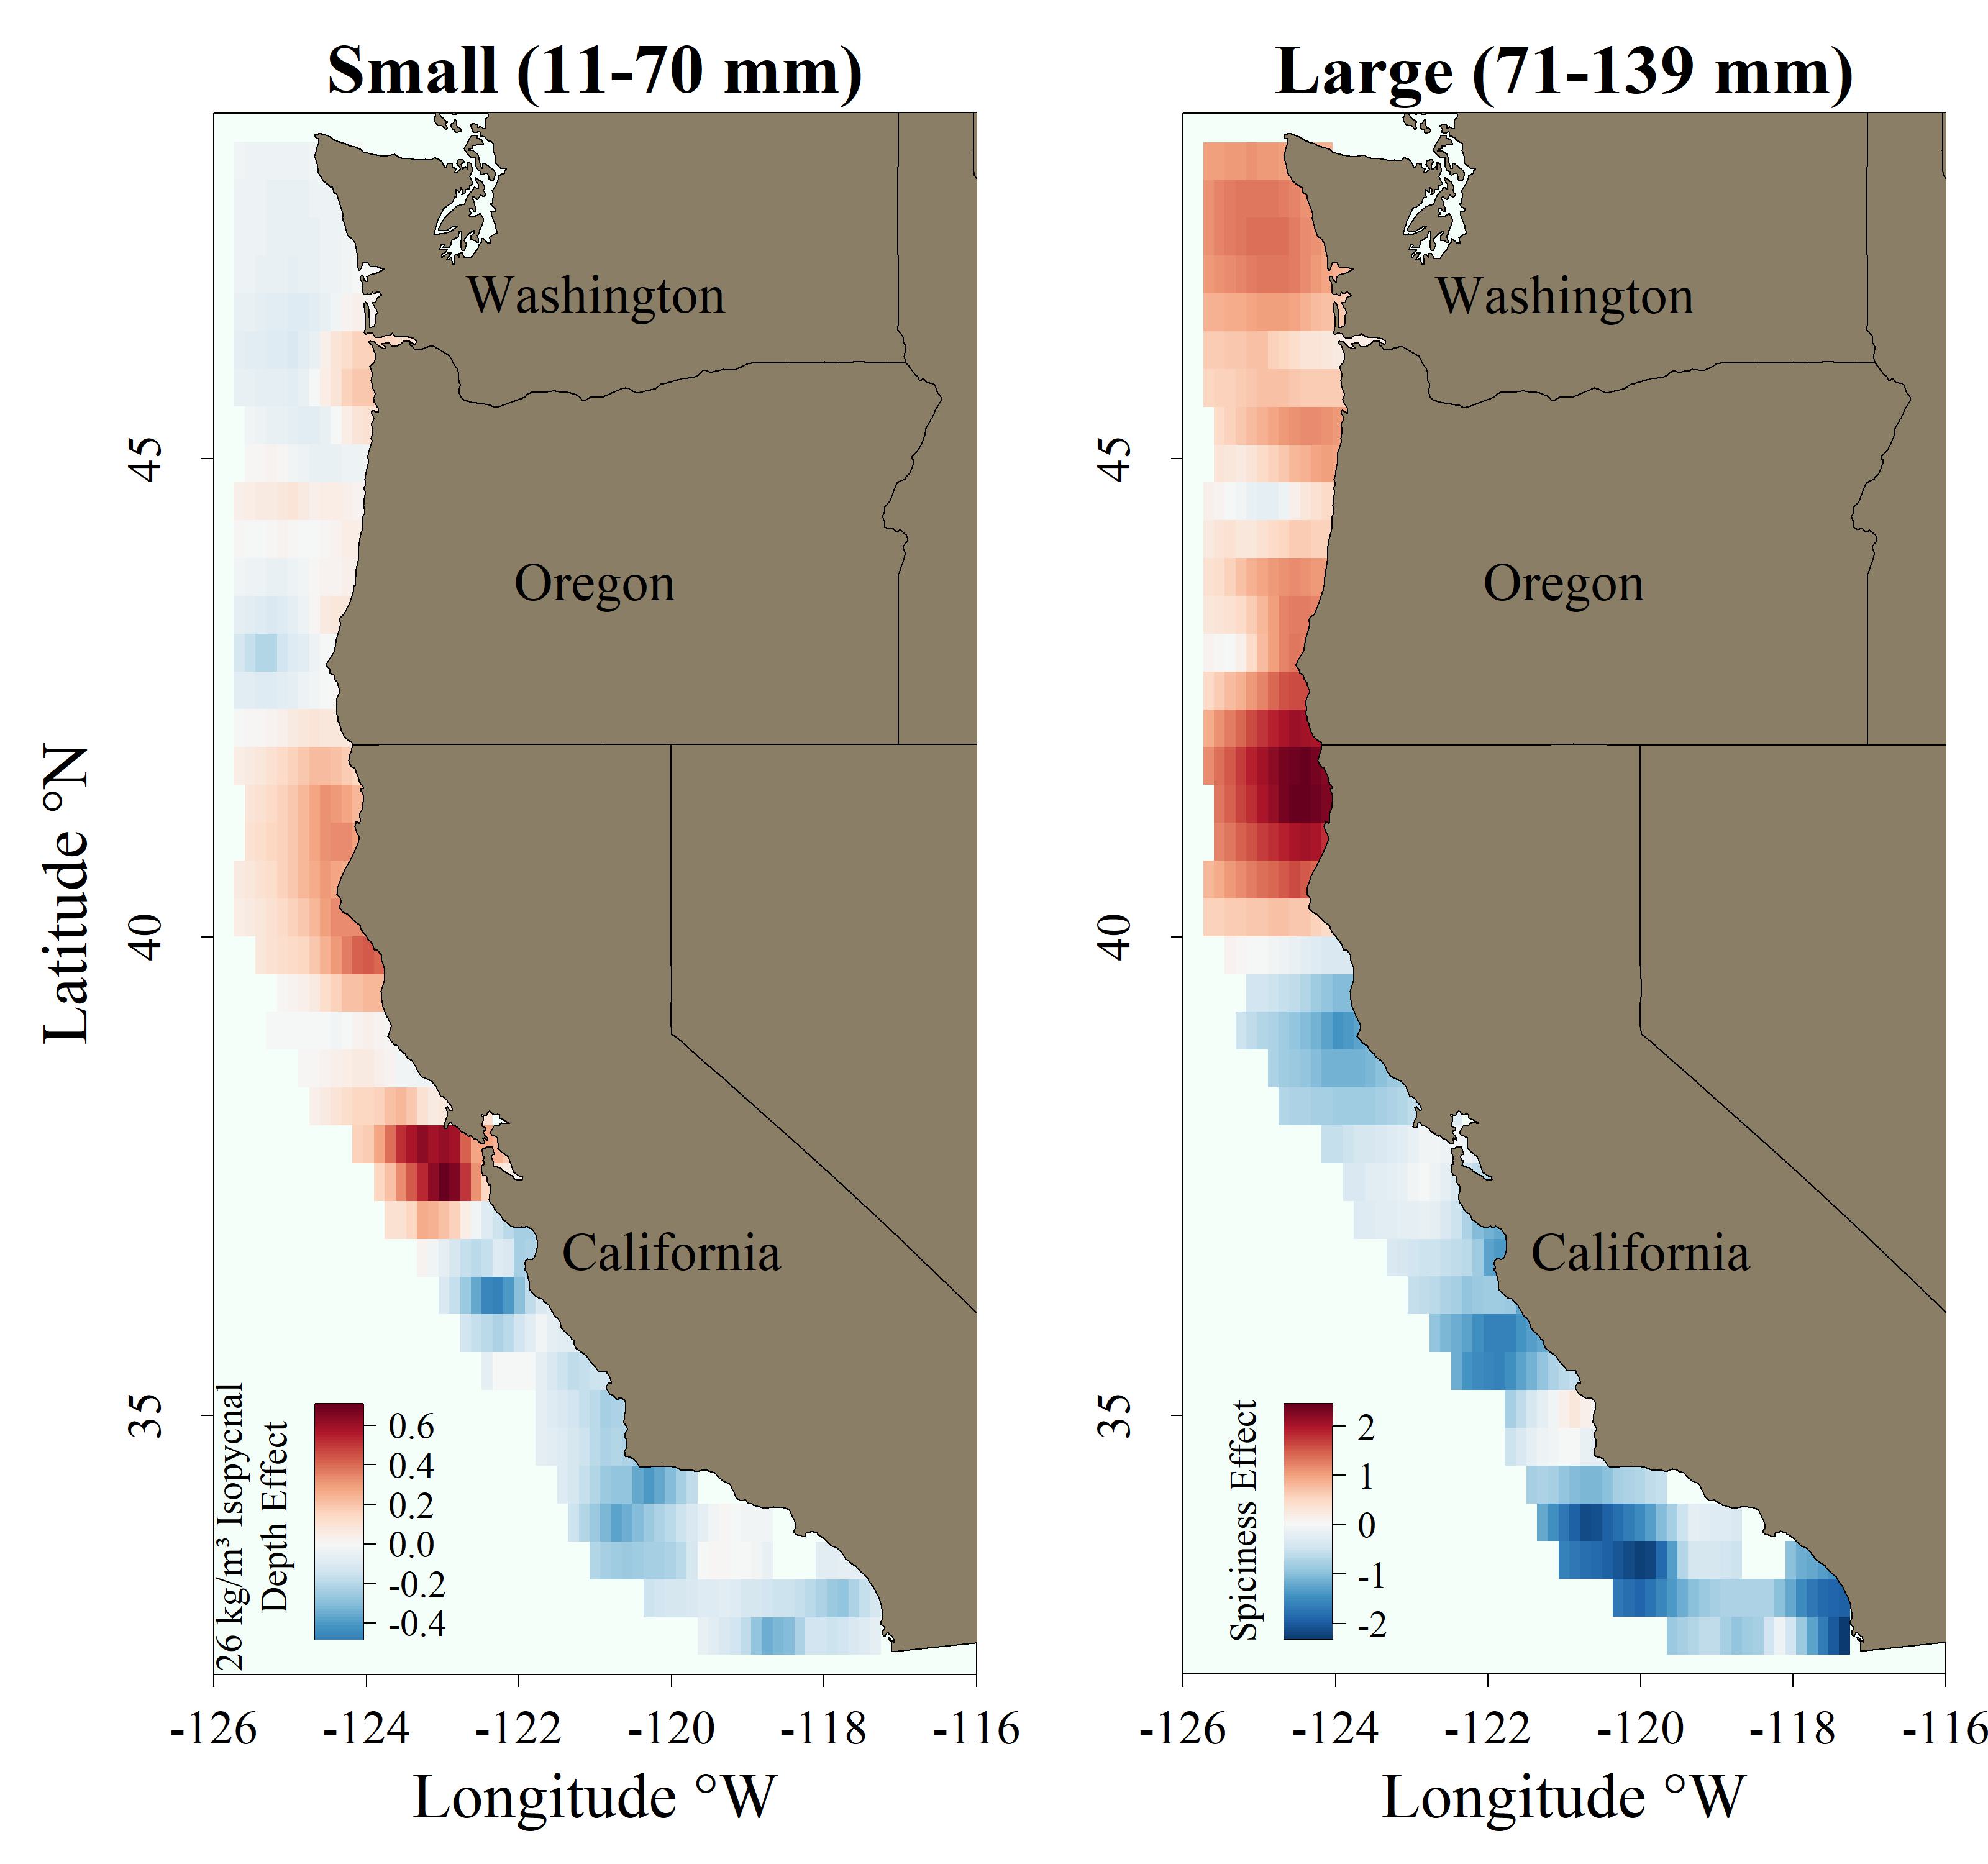 Small (11-70 mm)
Large (71-139 mm)
Washington
Oregon
California
Washington
Oregon
California
Latitude °N
45
40
35
45
40
35
26 kg/m³ Isopycnal
Depth Effect
0.6
0.4
0.2
0.0
-0.2
-0.4
Spiciness Effect
2
1
0
-1
-2
-126
-124
-122
-120
-118
-116
-126
-124
-122
-120
-118
-116
Longitude °W
Longitude °W